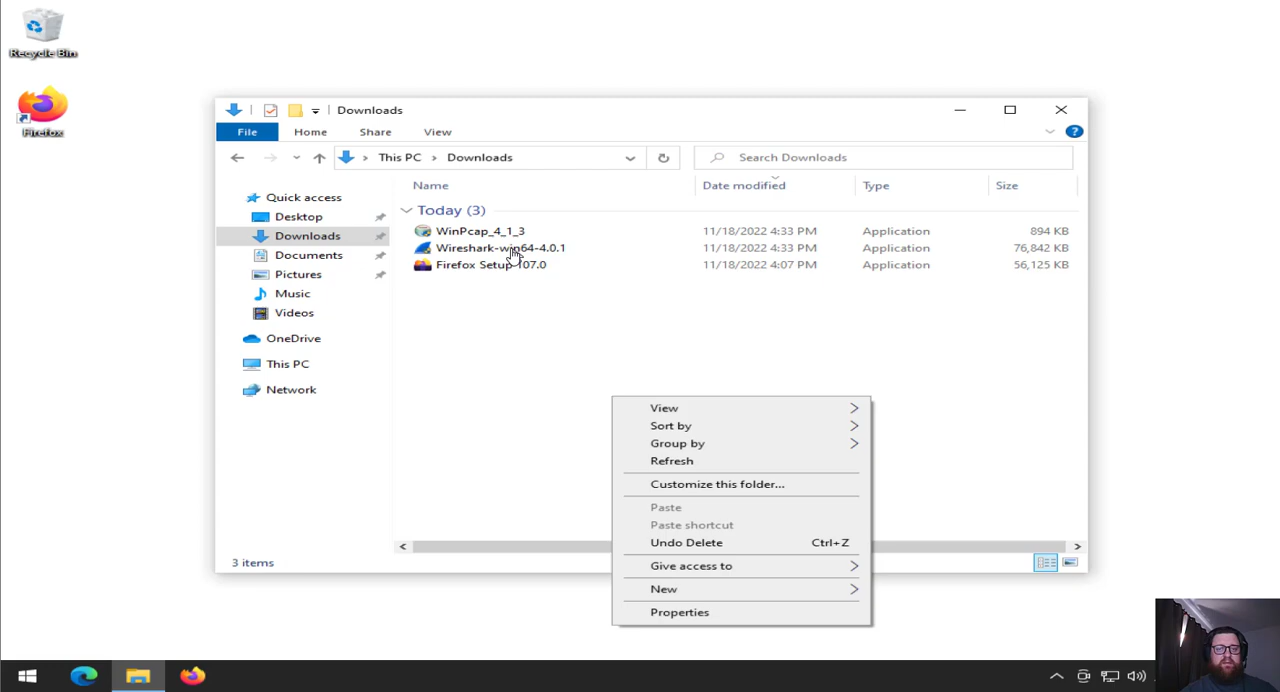 Recycle Bin
Firefox
Downloads
File Home Share View
This PC Downloads Search Downloads
Name Date modified Type Size
Quick access
Desktop
Downloads
Documents
Pictures
Music
Videos
OneDrive
This PC
Network
Today (3)
WinPcap_4_1_3 11/18/2022 4:33 PM Application 894 KB
Wireshark-win64-4.0.1 11/18/2022 4:33 PM Application 76,842 KB
Firefox Setup 107.0 11/18/2022 4:07 PM Application 56,125 KB
View
Sort by
Group by
Refresh
Customize this folder...
Paste
Paste shortcut
Undo Delete Ctrl+Z
Give access to
New
Properties
3 items